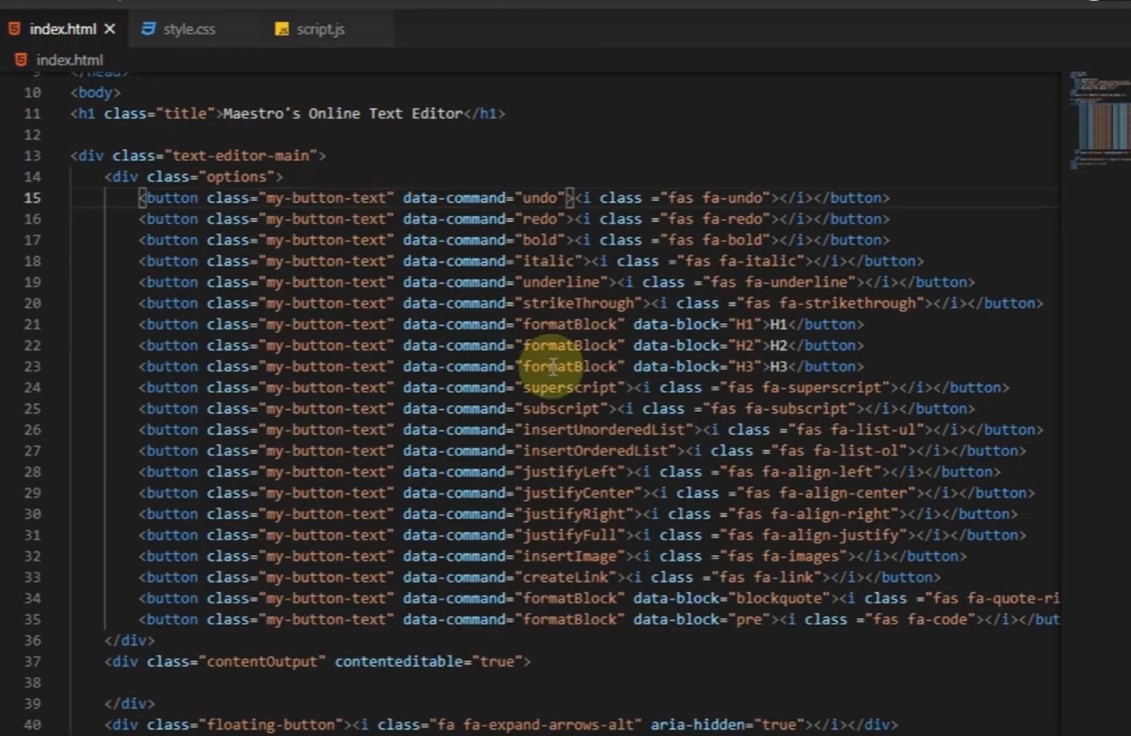 index.html ×
style.css
script.js
index.html
9 </head>
10 <body>
11 <h1 class="title">Maestro's Online Text Editor</h1>
12
13 <div class="text-editor-main">
14 <div class="options">
15 <button class="my-button-text" data-command="undo"><i class ="fas fa-undo"></i></button>
16 <button class="my-button-text" data-command="redo"><i class ="fas fa-redo"></i></button>
17 <button class="my-button-text" data-command="bold"><i class ="fas fa-bold"></i></button>
18 <button class="my-button-text" data-command="italic"><i class ="fas fa-italic"></i></button>
19 <button class="my-button-text" data-command="underline"><i class ="fas fa-underline"></i></button>
20 <button class="my-button-text" data-command="strikeThrough"><i class ="fas fa-strikethrough"></i></button>
21 <button class="my-button-text" data-command="formatBlock" data-block="H1">H1</button>
22 <button class="my-button-text" data-command="formatBlock" data-block="H2">H2</button>
23 <button class="my-button-text" data-command="formatBlock" data-block="H3">H3</button>
24 <button class="my-button-text" data-command="superscript"><i class ="fas fa-superscript"></i></button>
25 <button class="my-button-text" data-command="subscript"><i class ="fas fa-subscript"></i></button>
26 <button class="my-button-text" data-command="insertUnorderedList"><i class ="fas fa-list-ul"></i></button>
27 <button class="my-button-text" data-command="insertOrderedList"><i class ="fas fa-list-ol"></i></button>
28 <button class="my-button-text" data-command="justifyLeft"><i class ="fas fa-align-left"></i></button>
29 <button class="my-button-text" data-command="justifyCenter"><i class ="fas fa-align-center"></i></button>
30 <button class="my-button-text" data-command="justifyRight"><i class ="fas fa-align-right"></i></button>
31 <button class="my-button-text" data-command="justifyFull"><i class ="fas fa-align-justify"></i></button>
32 <button class="my-button-text" data-command="insertImage"><i class ="fas fa-images"></i></button>
33 <button class="my-button-text" data-command="createLink"><i class ="fas fa-link"></i></button>
34 <button class="my-button-text" data-command="formatBlock" data-block="blockquote"><i class ="fas fa-quote-ri
35 <button class="my-button-text" data-command="formatBlock" data-block="pre"><i class ="fas fa-code"></i></but
36 </div>
37 <div class="contentOutput" contenteditable="true">
38
39 </div>
40 <div class="floating-button"><i class="fa fa-expand-arrows-alt" aria-hidden="true"></i></div>